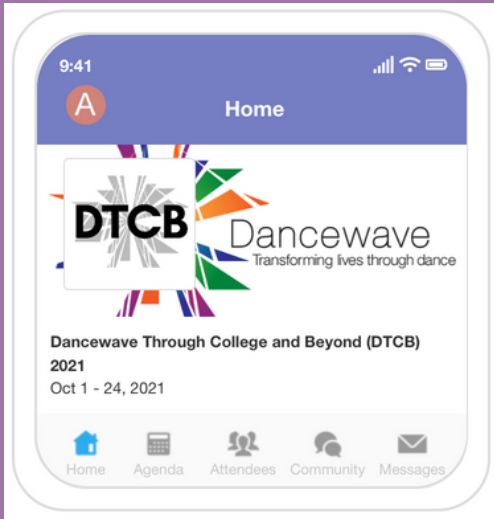 9:41
A
Home
DTCB
Dancewave
Transforming lives through dance
Dancewave Through College and Beyond (DTCB)
2021
Oct 1 - 24, 2021
Home
Agenda
Attendees
Community
Messages